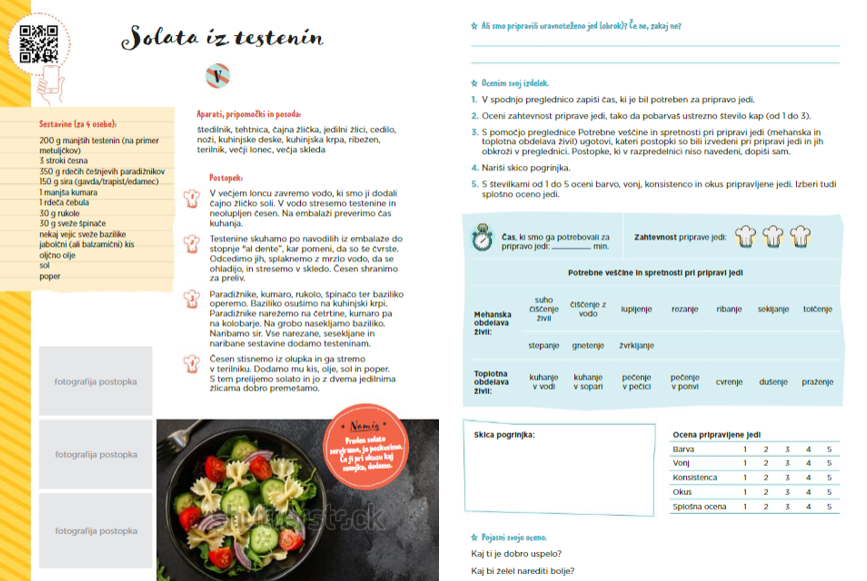 Solata iz testenin
V
Sestavine (za 4 osebe):
200 g manjših testenin (na primer
metuljčkov)
3 stroki česna
350 g rdečih češnjevih paradižnikov
150 g sira (gavda/trapist/edamec)
1 manjša kumara
1 rdeča čebula
30 g rukole
30 g sveže špinače
nekaj vejic sveže bazilike
jabolčni (ali balzamični) kis
oljčno olje
sol
poper
fotografija postopka
fotografija postopka
fotografija postopka
Aparati, pripomočki in posoda:
štedilnik, tehtnica, čajna žlička, jedilni žlici, cedilo,
noži, kuhinjske deske, kuhinjska krpa, ribežen,
terilnik, večji lonec, večja skleda
Postopek:
1
V večjem loncu zavremo vodo, ki smo ji dodali
čajno žličko soli. V vodo stresemo testenine in
neolupljen česen. Na embalaži preverimo čas
kuhanja.
2
Testenine skuhamo po navodilih iz embalaže do
stopnje "al dente", kar pomeni, da so še čvrste.
Odcedimo jih, splaknemo z mrzlo vodo, da se
ohladijo, in stresemo v skledo. Česen shranimo
za preliv.
3
Paradižnike, kumaro, rukolo, špinačo ter baziliko
operemo. Baziliko osušimo na kuhinjski krpi.
Paradižnike narežemo na četrtine, kumaro pa
na kolobarje. Na grobo nasekljamo baziliko.
Naribamo sir. Vse narezane, sesekljane in
naribane sestavine dodamo testeninam.
4
Česen stisnemo iz olupka in ga stremo
v terilniku. Dodamo mu kis, olje, sol in poper.
S tem prelijemo solato in jo z dvema jedilnima
žlicama dobro premešamo.
Namig
Preden solato
serviramo, jo poskusimo.
Če ji pri okusu kaj
manjka, dodamo.
shutterstock
Ali smo pripravili uravnoteženo jed (obrok)? Če ne, zakaj ne?
Ocenim svoj izdelek.
1. V spodnjo preglednico zapiši čas, ki je bil potreben za pripravo jedi.
2. Oceni zahtevnost priprave jedi, tako da pobarvaš ustrezno število kap (od 1 do 3).
3. S pomočjo preglednice Potrebne veščine in spretnosti pri pripravi jedi (mehanska in
toplotna obdelava živil) ugotovi, kateri postopki so bili izvedeni pri pripravi jedi in jih
obkroži v preglednici. Postopke, ki v razpredelnici niso navedeni, dopiši sam.
4. Nariši skico pogrinjka.
5. S številkami od 1 do 5 oceni barvo, vonj, konsistenco in okus pripravljene jedi. Izberi tudi
splošno oceno jedi.
Čas, ki smo ga potrebovali za
pripravo jedi: ________ min.
Zahtevnost priprave jedi:
Potrebne veščine in spretnosti pri pripravi jedi
Mehanska
obdelava
živil:
suho
čiščenje
živil
čiščenje z
vodo
lupljenje
rezanje
ribanje
sekljanje
tolčenje
stepanje
gnetenje
žvrkljanje
Toplotna
obdelava
živil:
kuhanje
v vodi
kuhanje
v sopari
pečenje
v pečici
pečenje
v ponvi
cvrenje
dušenje
praženje
Skica pogrinjka:
Ocena pripravljene jedi
Barva 1 2 3 4 5
Vonj 1 2 3 4 5
Konsistenca 1 2 3 4 5
Okus 1 2 3 4 5
Splošna ocena 1 2 3 4 5
Pojasni svojo oceno.
Kaj ti je dobro uspelo?
Kaj bi želel narediti bolje?